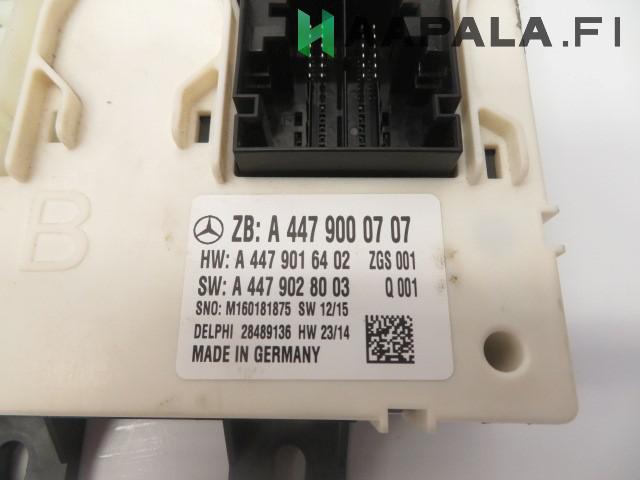 HAAPALA.FI
B
ZB: A 447 900 07 07
HW: A 447 901 64 02 ZGS 001
SW: A 447 902 80 03 Q 001
SNO: M160181875 SW 12/15
DELPHI 28489136 HW 23/14
MADE IN GERMANY